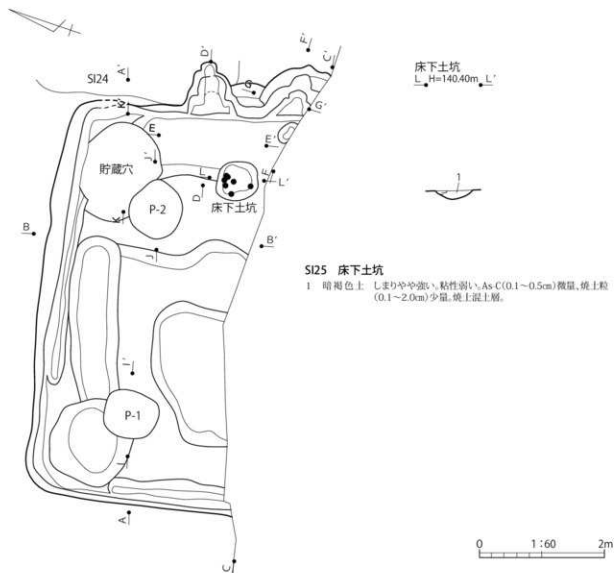 SI24
A'
D'
F'
C'
G
G'
K'
E
E'
J'
貯蔵穴
L
F
L'
D
床下土坑
P-2
K
B
B'
J
I'
P-1
I
A
C
床下土坑
L H=140.40m L'
1
SI25 床下土坑
1 暗褐色土 しまりやや強い。粘性弱い。As-C(0.1～0.5cm)微量、焼土粒
(0.1～2.0cm)少量。焼土混土層。
0 1:60 2m